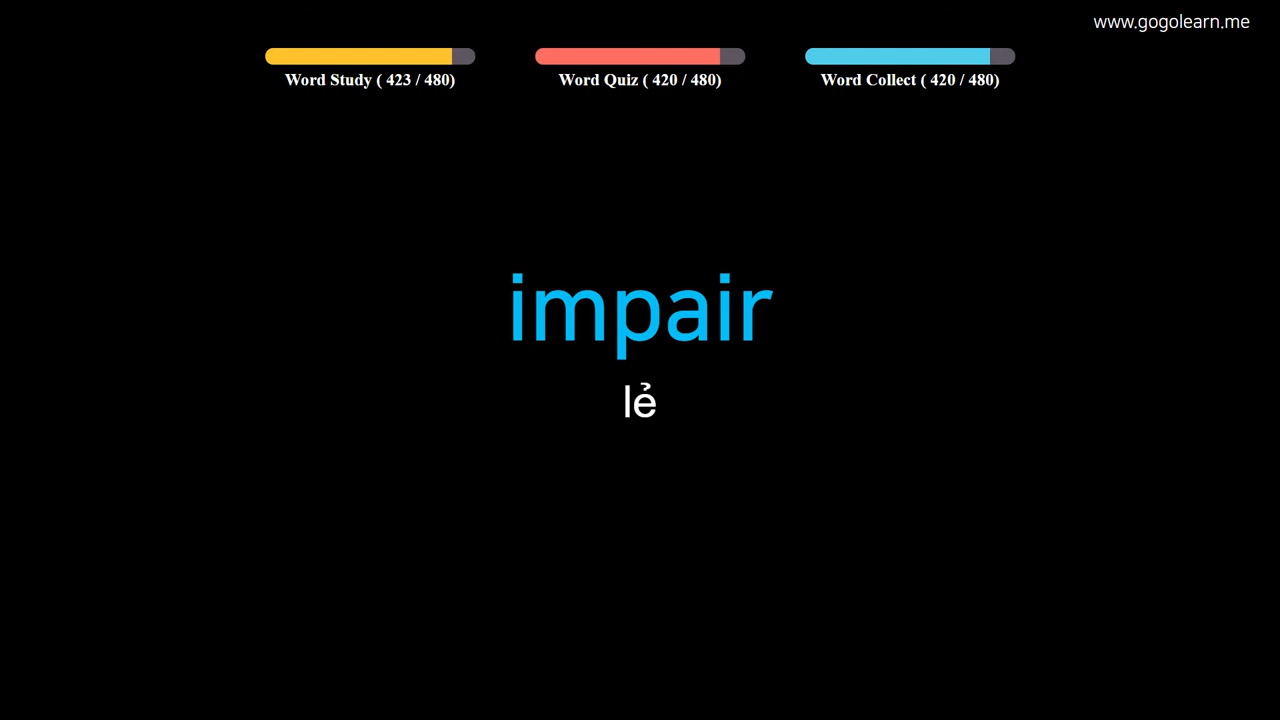 www.gogolearn.me
Word Study ( 423 / 480)
Word Quiz ( 420 / 480)
Word Collect ( 420 / 480)
impair
lẻ